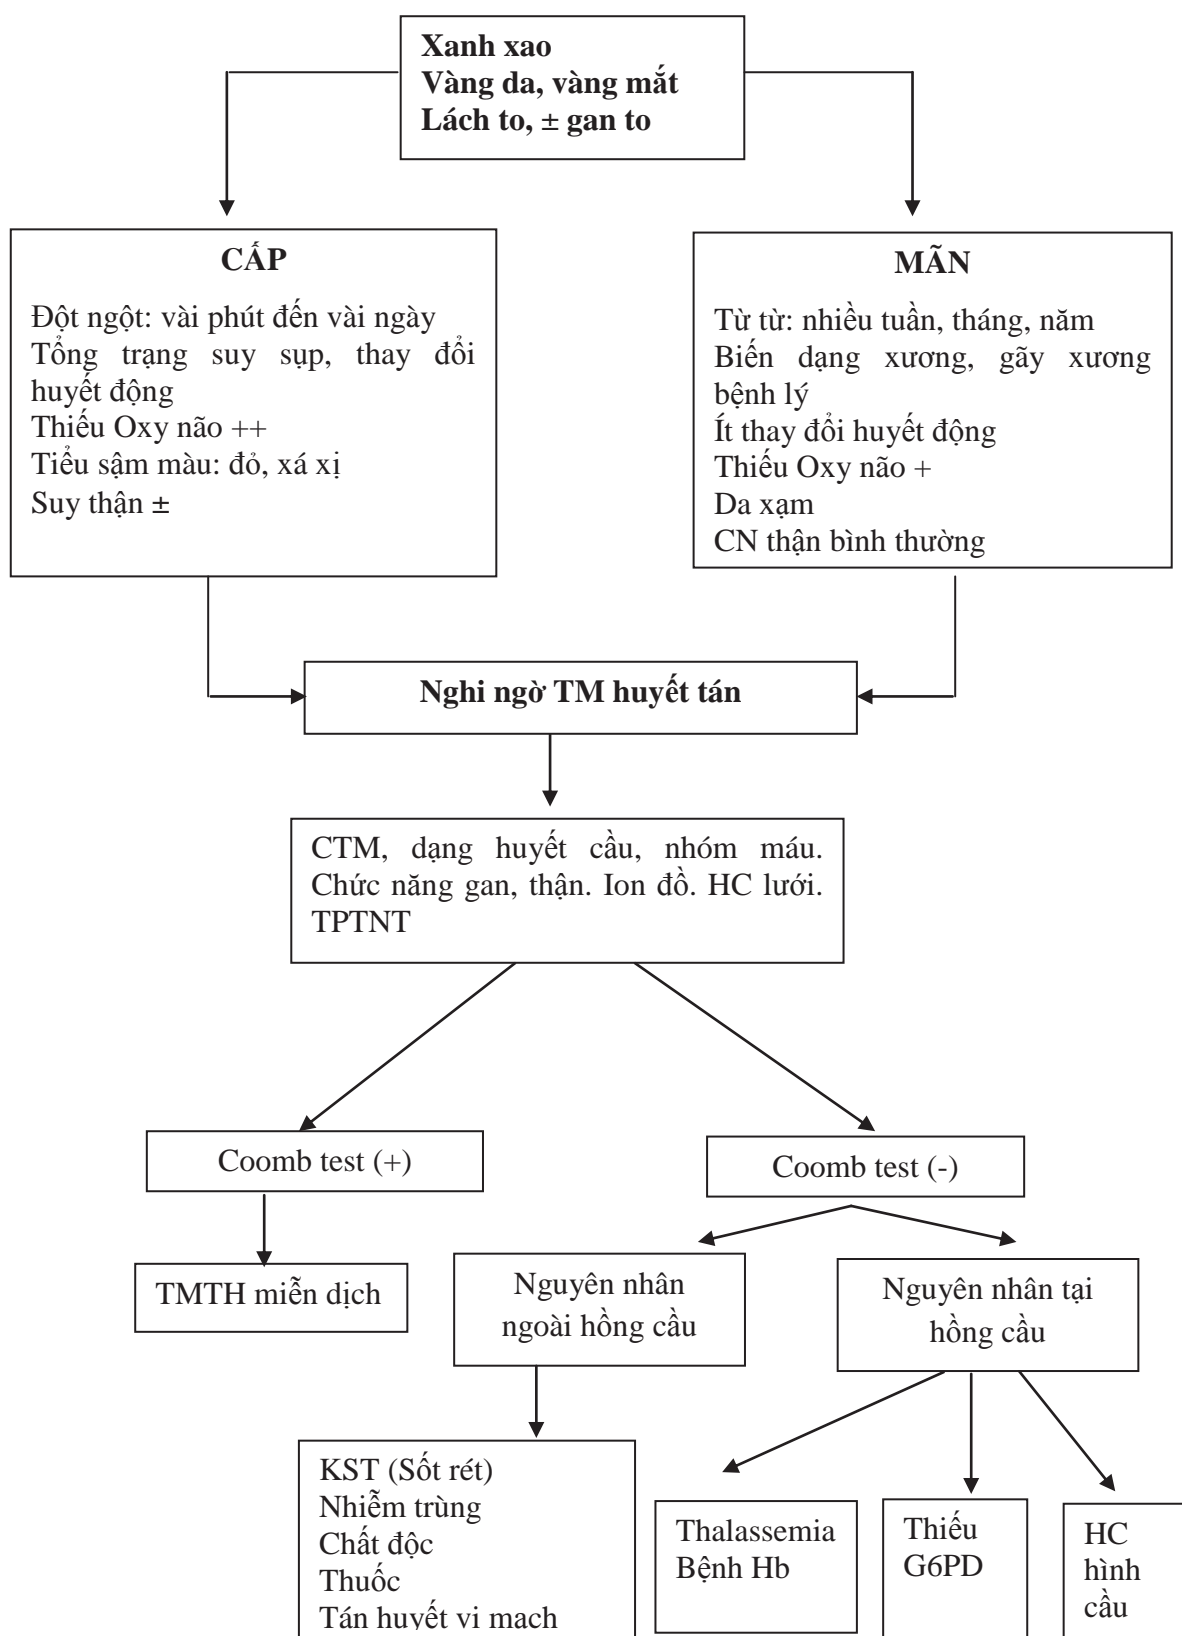 Xanh xao
Vàng da, vàng mắt
Lách to, ± gan to
CẤP
Đột ngột: vài phút đến vài ngày
Tổng trạng suy sụp, thay đổi
huyết động
Thiếu Oxy não ++
Tiểu sậm màu: đỏ, xá xị
Suy thận ±
MÃN
Từ từ: nhiều tuần, tháng, năm
Biến dạng xương, gãy xương
bệnh lý
Ít thay đổi huyết động
Thiếu Oxy não +
Da xạm
CN thận bình thường
Nghi ngờ TM huyết tán
CTM, dạng huyết cầu, nhóm máu.
Chức năng gan, thận. Ion đồ. HC lưới.
TPTNT
Coomb test (+)
Coomb test (-)
TMTH miễn dịch
Nguyên nhân
ngoài hồng cầu
Nguyên nhân tại
hồng cầu
KST (Sốt rét)
Nhiễm trùng
Chất độc
Thuốc
Tán huyết vi mạch
Thalassemia
Bệnh Hb
Thiếu
G6PD
HC
hình
cầu